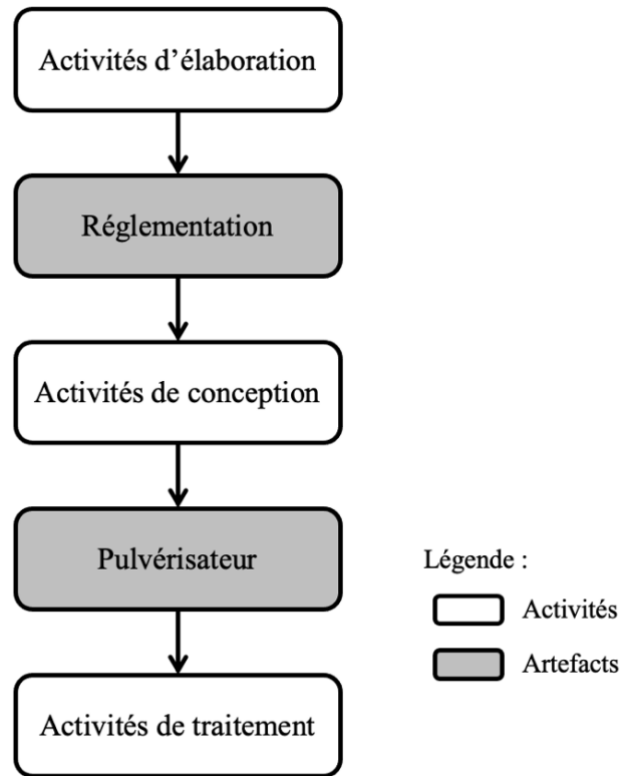 Activités d’élaboration
Réglementation
Activités de conception
Pulvérisateur
Activités de traitement
Légende :
Activités
Artefacts